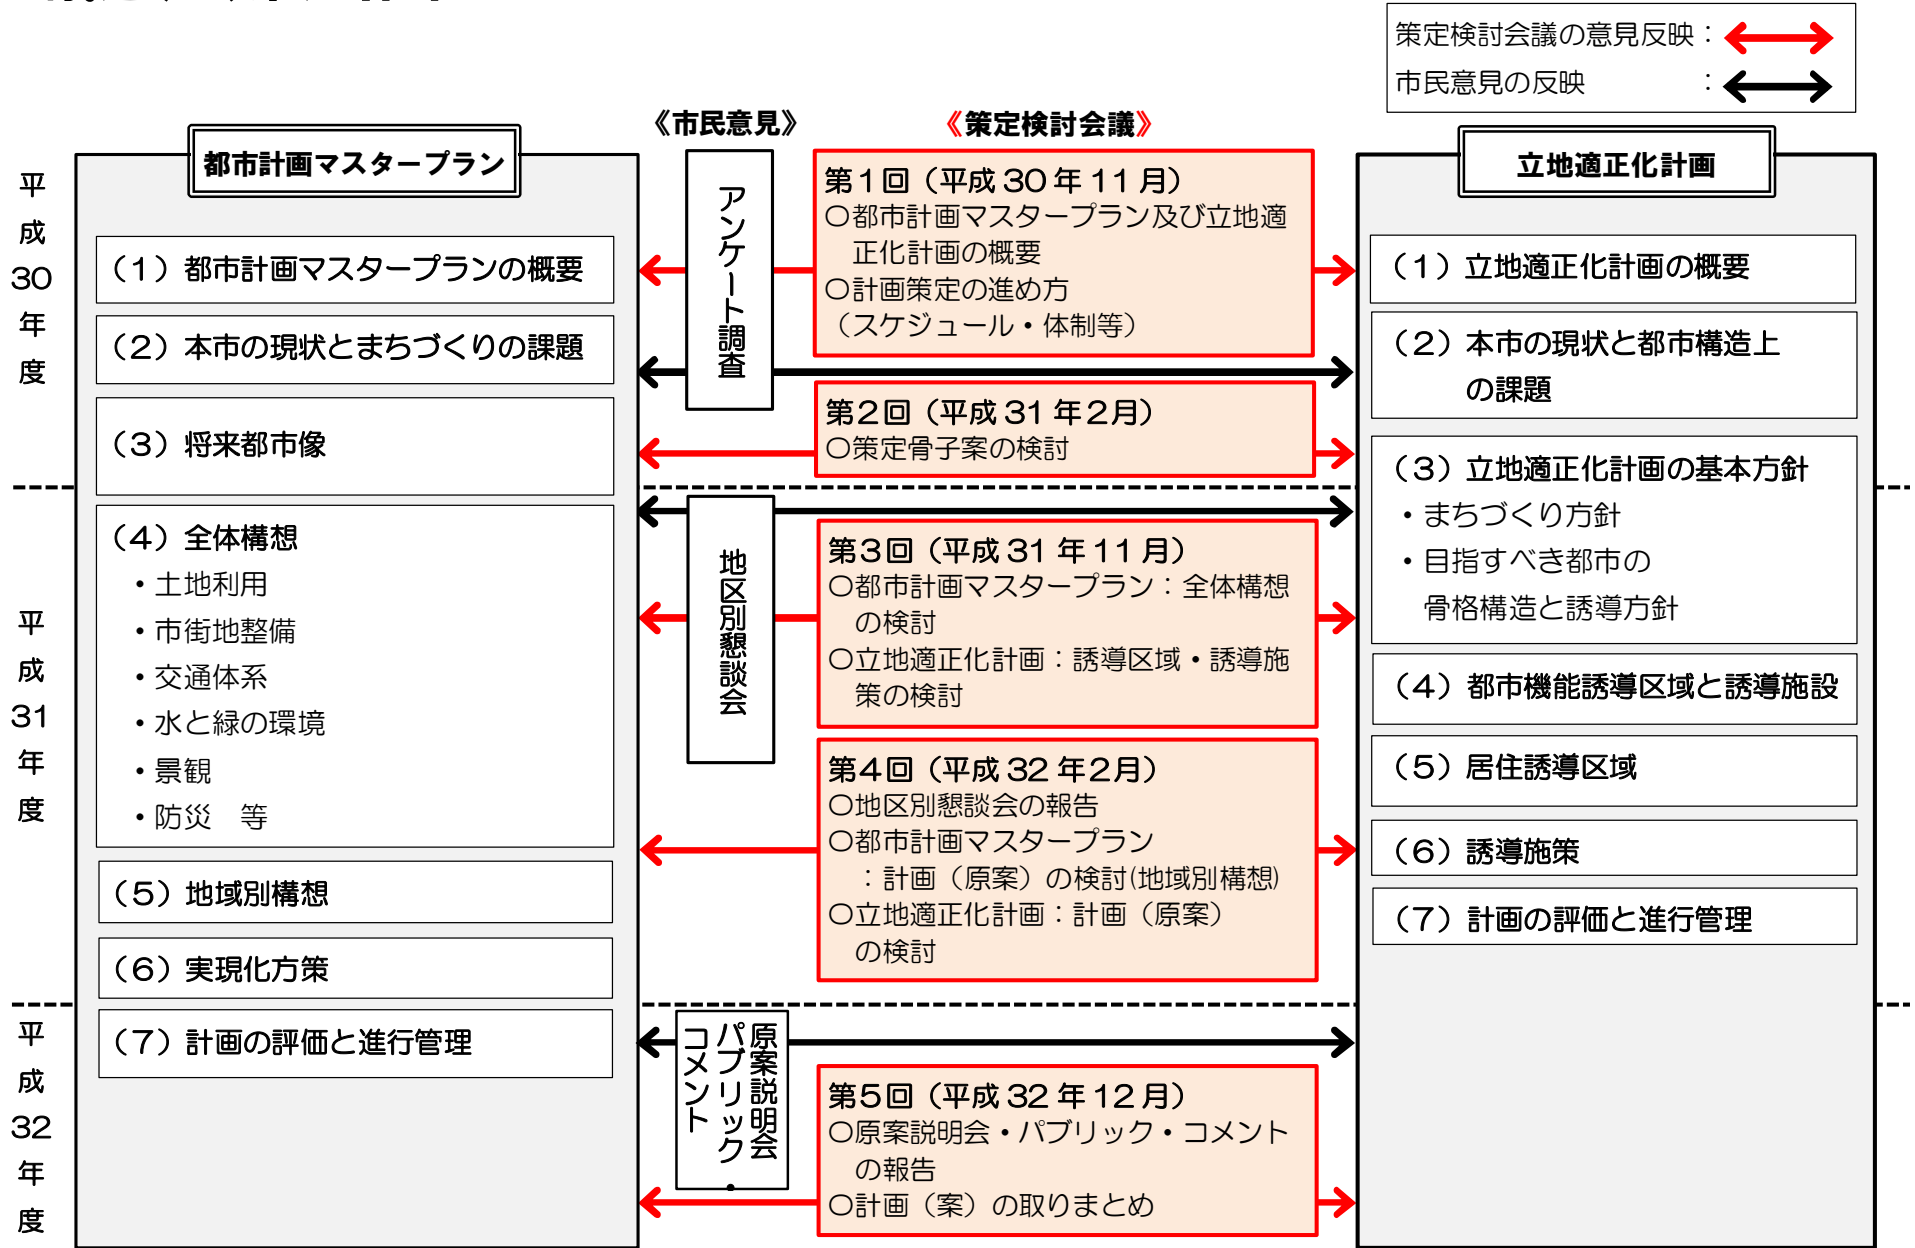 策定検討会議の意見反映：
市民意見の反映　　　：
《市民意見》
《策定検討会議》
都市計画マスタープラン
立地適正化計画
平成30年度
平成31年度
平成32年度
（１）都市計画マスタープランの概要
（２）本市の現状とまちづくりの課題
（３）将来都市像
（４）全体構想
・土地利用
・市街地整備
・交通体系
・水と緑の環境
・景観
・防災　等
（５）地域別構想
（６）実現化方策
（７）計画の評価と進行管理
アンケート調査
地区別懇談会
原案説明会
パブリック・
コメント
第１回（平成30年11月）
○都市計画マスタープラン及び立地適
正化計画の概要
○計画策定の進め方
（スケジュール・体制等）
第２回（平成31年２月）
○策定骨子案の検討
第３回（平成31年11月）
○都市計画マスタープラン：全体構想
の検討
○立地適正化計画：誘導区域・誘導施
策の検討
第４回（平成32年２月）
○地区別懇談会の報告
○都市計画マスタープラン
：計画（原案）の検討(地域別構想)
○立地適正化計画：計画（原案）
の検討
第５回（平成32年12月）
○原案説明会・パブリック・コメント
の報告
○計画（案）の取りまとめ
（１）立地適正化計画の概要
（２）本市の現状と都市構造上
の課題
（３）立地適正化計画の基本方針
・まちづくり方針
・目指すべき都市の
骨格構造と誘導方針
（４）都市機能誘導区域と誘導施設
（５）居住誘導区域
（６）誘導施策
（７）計画の評価と進行管理